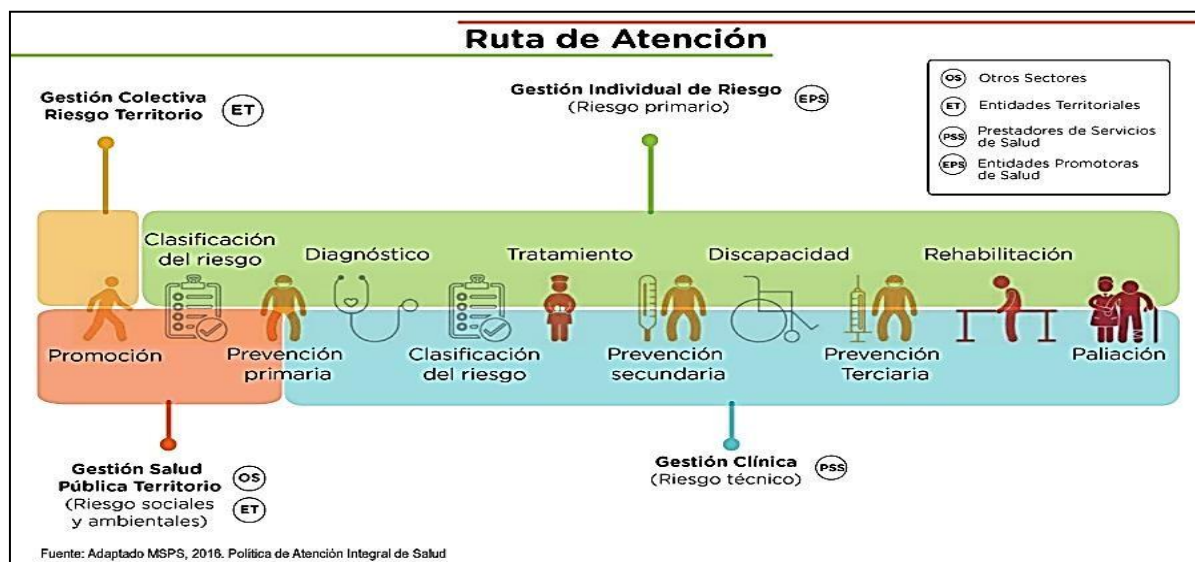 Ruta de Atención
Gestión Colectiva
Riesgo Territorio
ET
Gestión Individual de Riesgo
(Riesgo primario)
EPS
OS Otros Sectores
ET Entidades Territoriales
PSS Prestadores de Servicios
de Salud
EPS Entidades Promotoras
de Salud
Clasificación
del riesgo
Diagnóstico
Tratamiento
Discapacidad
Rehabilitación
Promoción
Prevención
primaria
Clasificación
del riesgo
Prevención
secundaria
Prevención
Terciaria
Paliación
Gestión Salud
Pública Territorio
(Riesgo sociales
y ambientales)
OS
ET
Gestión Clínica
(Riesgo técnico)
PSS
Fuente: Adaptado MSPS, 2016. Política de Atención Integral de Salud